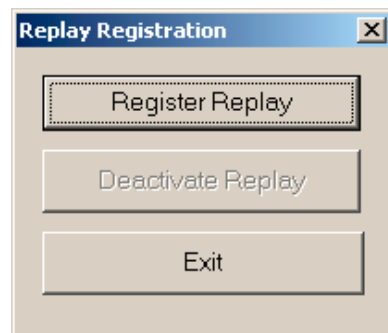 Replay Registration
Register Replay
Deactivate Replay
Exit